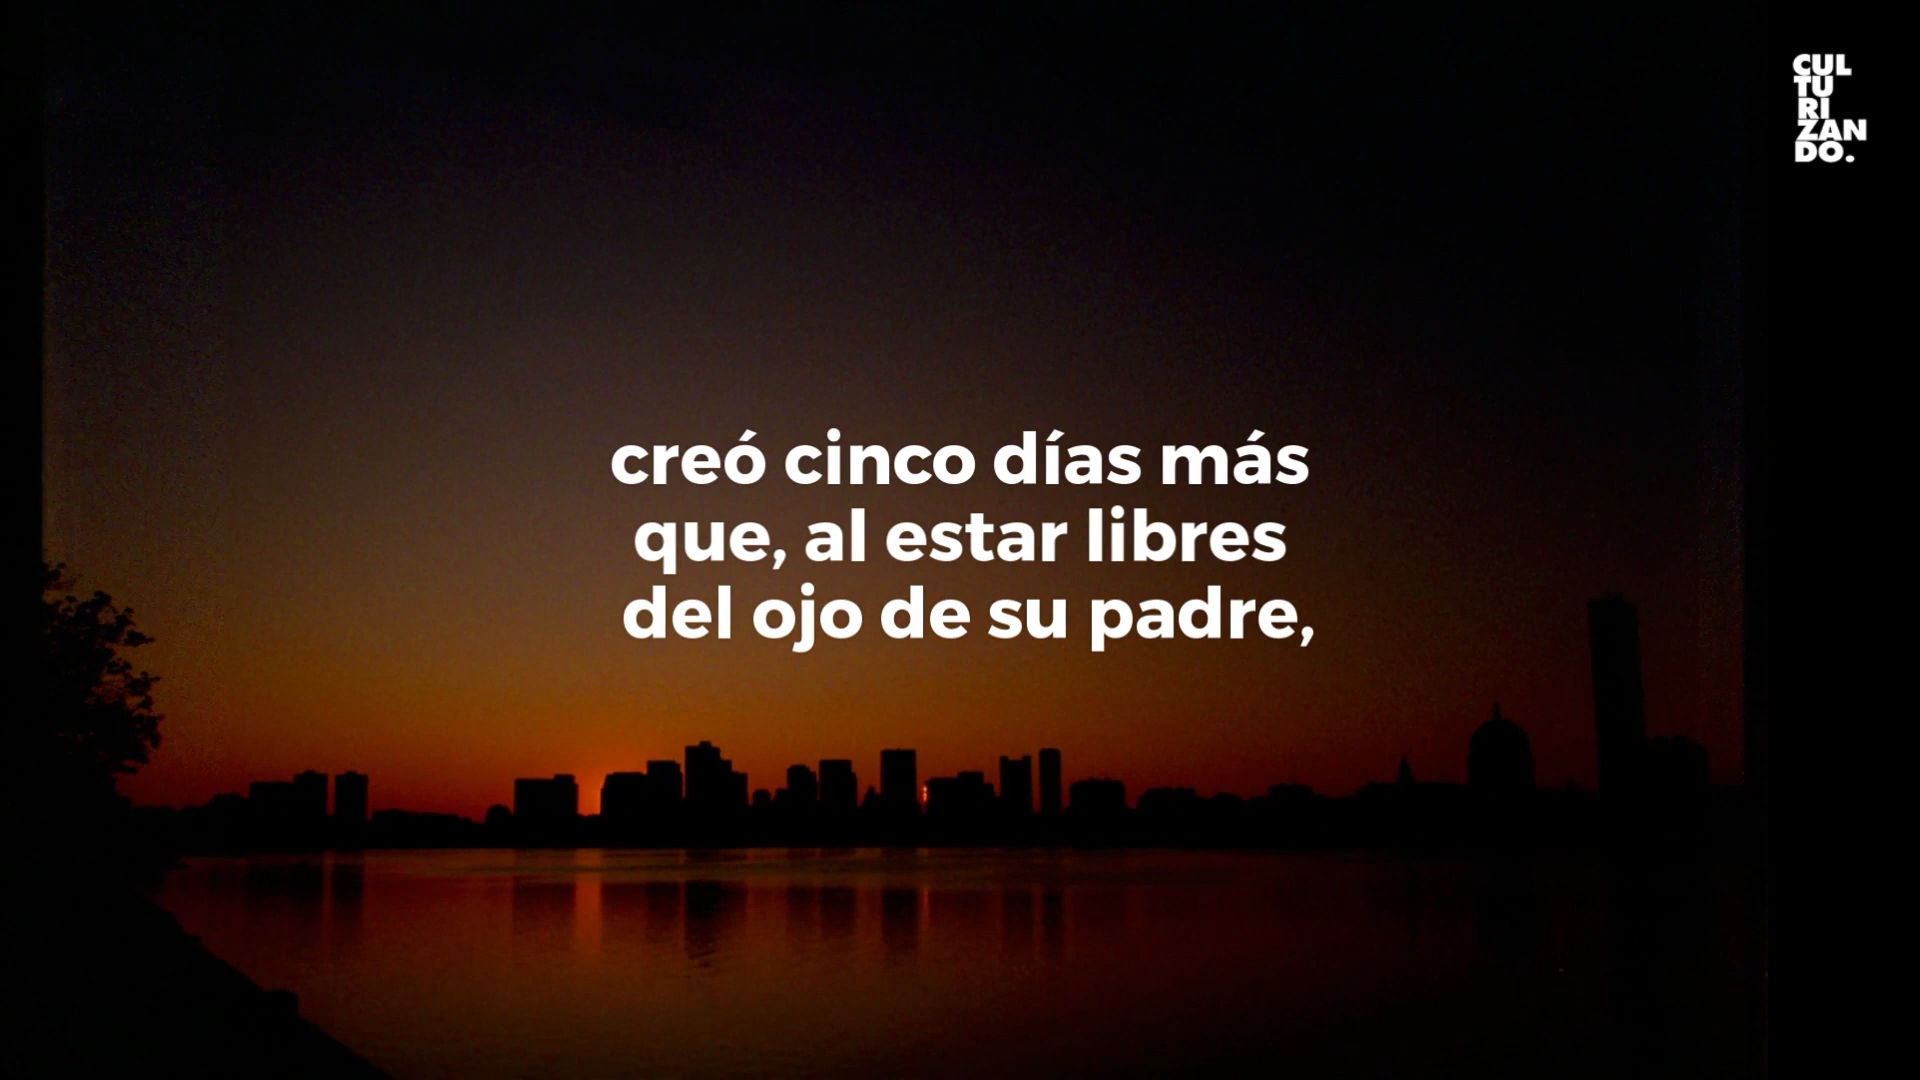 CUL
TU
RI
ZAN
DO.
creó cinco días más
que, al estar libres
del ojo de su padre,